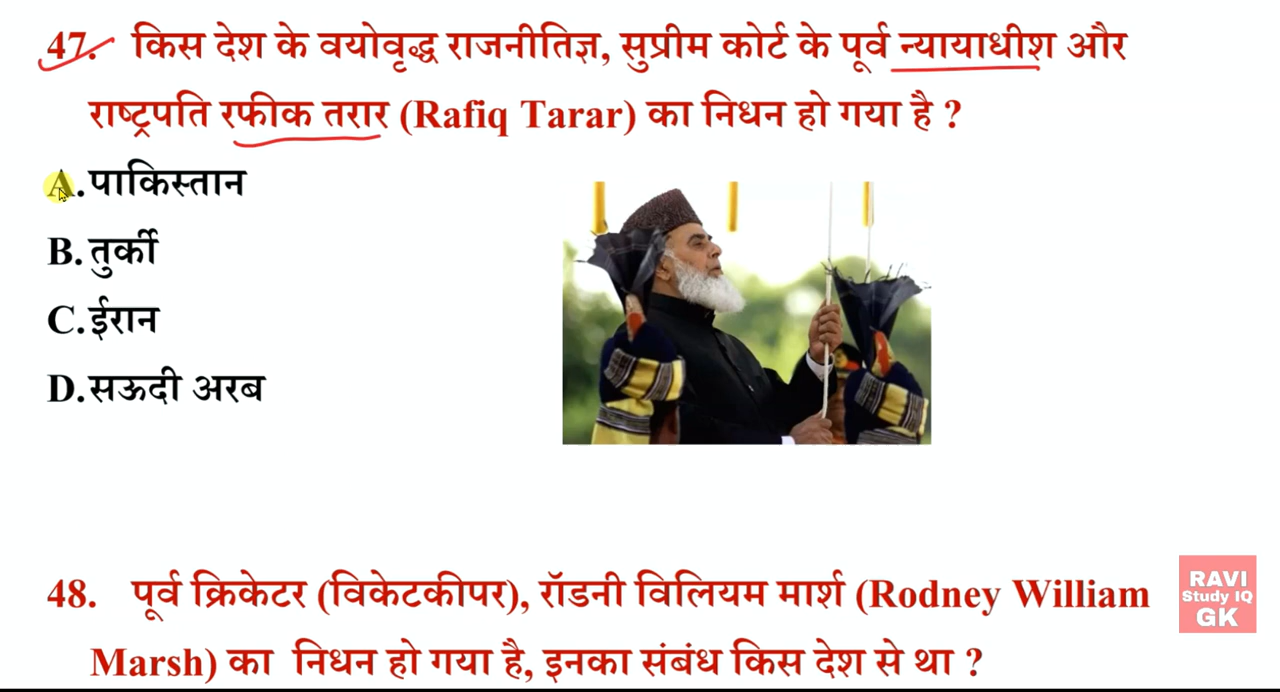 47. किस देश के वयोवृद्ध राजनीतिज्ञ, सुप्रीम कोर्ट के पूर्व न्यायाधीश और
राष्ट्रपति रफीक तरार (Rafiq Tarar) का निधन हो गया है ?
A. पाकिस्तान
B. तुर्की
C. ईरान
D. सऊदी अरब
48. पूर्व क्रिकेटर (विकेटकीपर), रॉडनी विलियम मार्श (Rodney William
Marsh) का निधन हो गया है, इनका संबंध किस देश से था ?
RAVI
Study IQ
GK